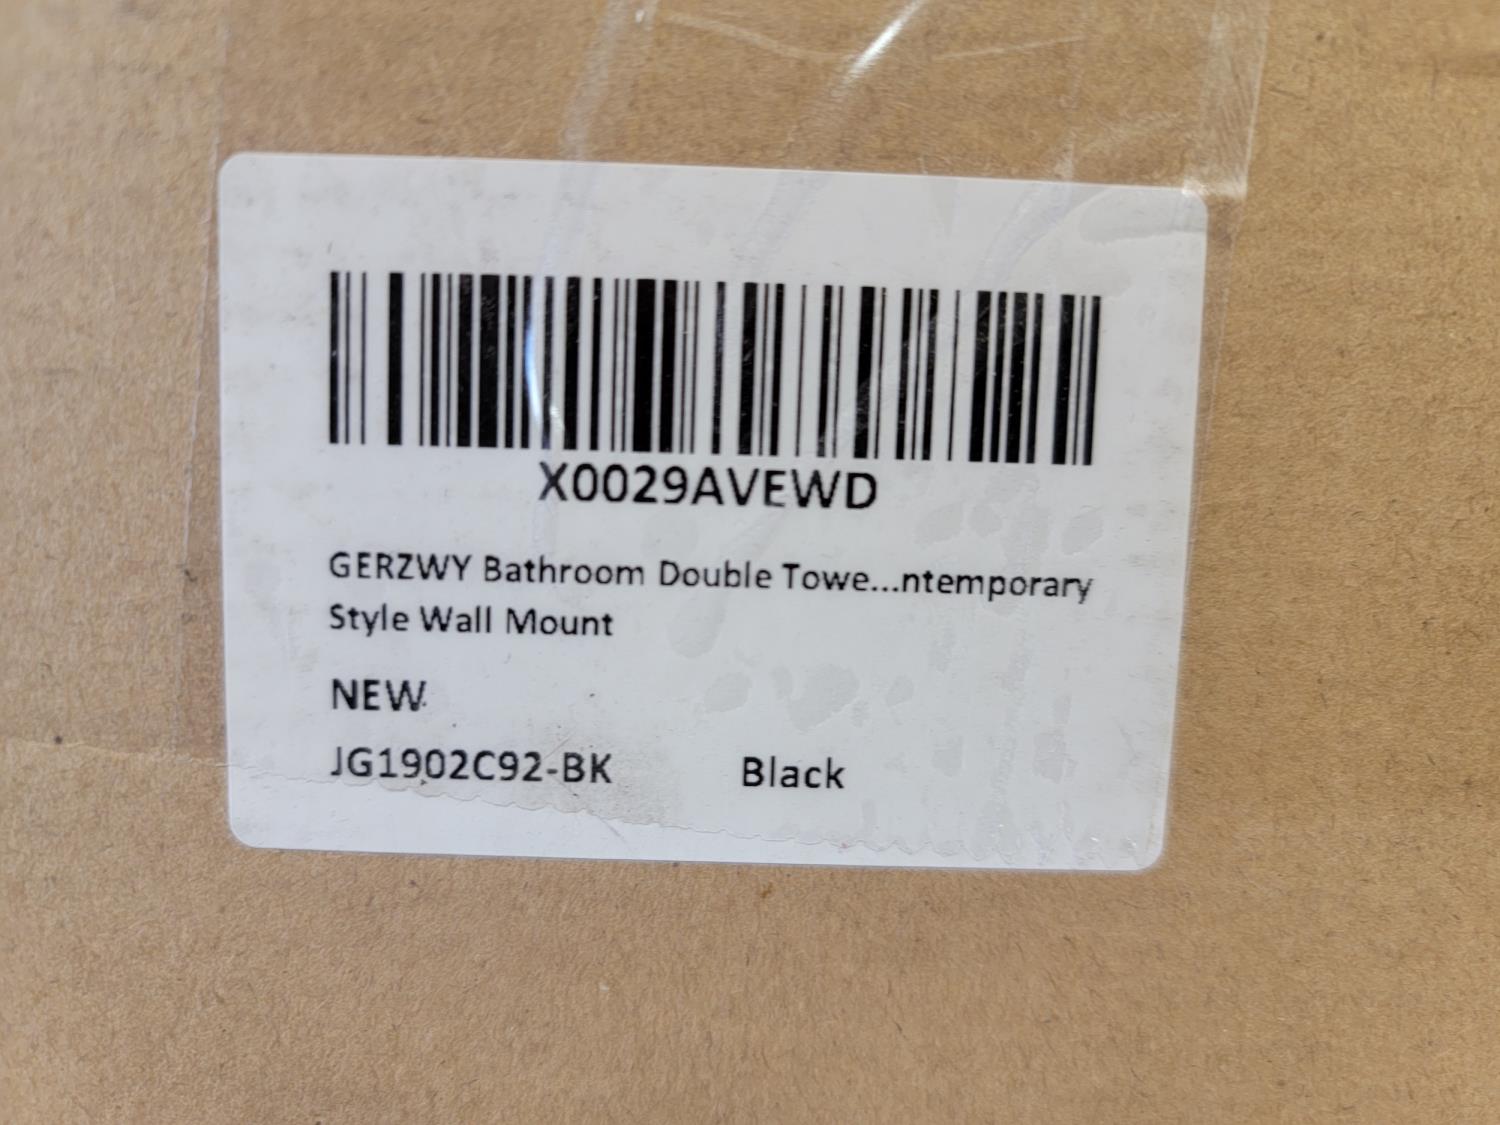 X0029AVEWD
GERZWY Bathroom Double Towe...ntemporary
Style Wall Mount
NEW
JG1902C92-BK Black